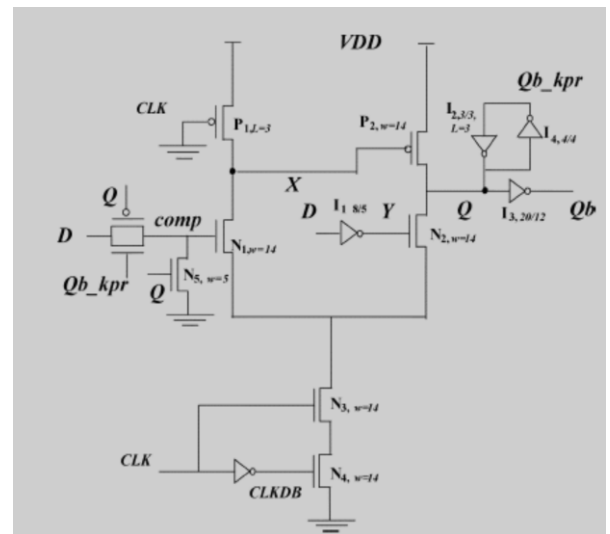 VDD
Qb_kpr
CLK
P1,L=3
P2,w=14
I2,3/3,
L=3
I4,4/4
X
Q
comp
D
N1,w=14
D
I1 8/5
Y
N2,w=14
Q
I3,20/12
Qb
Qb_kpr
Q
N5, w=5
N3, w=14
CLK
CLKDB
N4, w=14